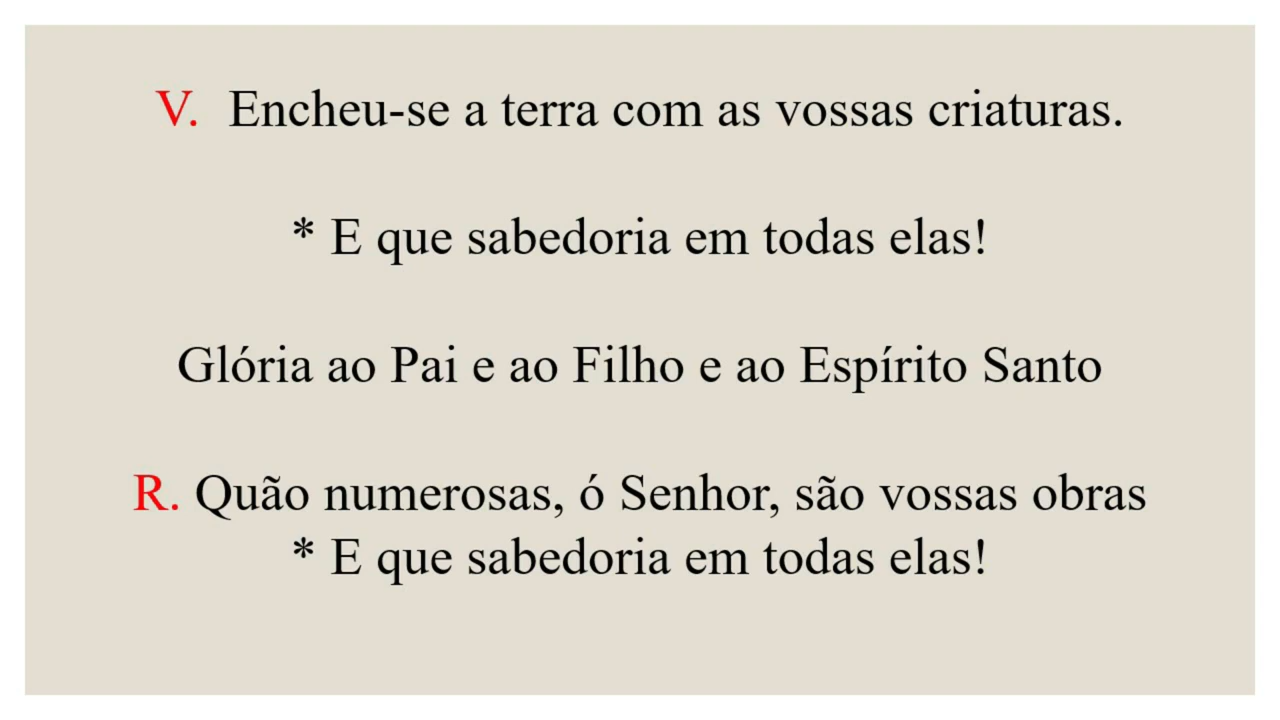 V. Encheu-se a terra com as vossas criaturas.
* E que sabedoria em todas elas!
Glória ao Pai e ao Filho e ao Espírito Santo
R. Quão numerosas, ó Senhor, são vossas obras
* E que sabedoria em todas elas!